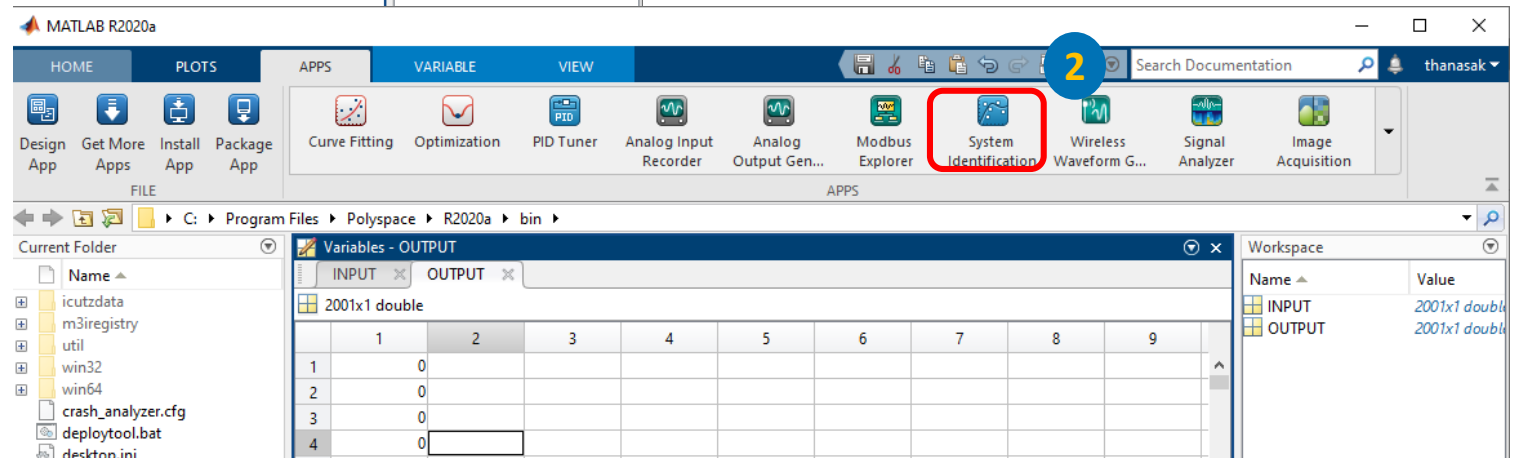 MATLAB R2020a
HOME PLOTS APPS VARIABLE VIEW 2 Search Documentation thanasak
PID
Design App
Get More Apps
Install App
Package App
Curve Fitting
Optimization
PID Tuner
Analog Input Recorder
Analog Output Gen...
Modbus Explorer
System Identification
Wireless Waveform G...
Signal Analyzer
Image Acquisition
FILE APPS
C: Program Files Polyspace R2020a bin
Current Folder
Name
icutzdata
m3iregistry
util
win32
win64
crash_analyzer.cfg
deploytool.bat
desktop.ini
Variables - OUTPUT
INPUT OUTPUT
2001x1 double
1 2 3 4 5 6 7 8 9
1 0
2 0
3 0
4 0
Workspace
Name Value
INPUT 2001x1 double
OUTPUT 2001x1 double